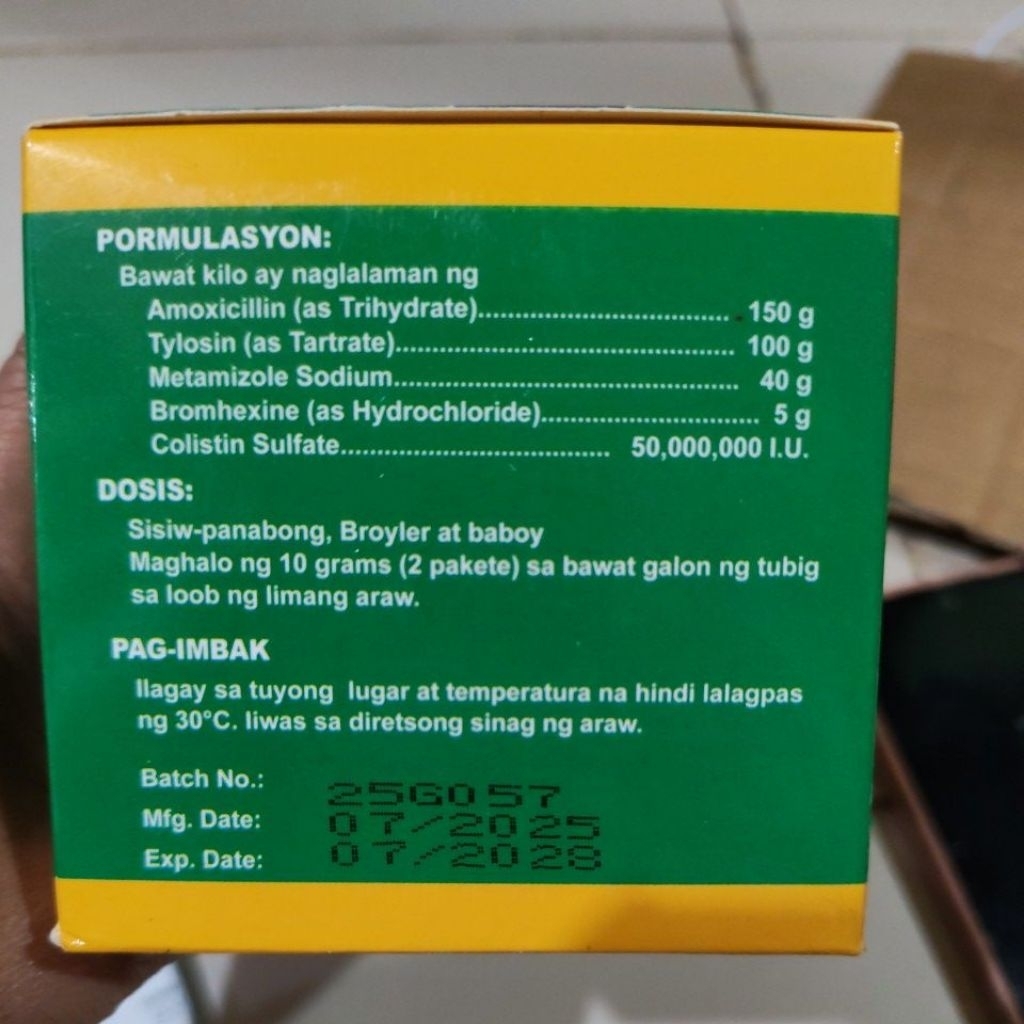 PORMULASYON:
Bawat kilo ay naglalaman ng
Amoxicillin (as Trihydrate)................................ 150 g
Tylosin (as Tartrate)........................................... 100 g
Metamizole Sodium............................................ 40 g
Bromhexine (as Hydrochloride)............................ 5 g
Colistin Sulfate.................................. 50,000,000 I.U.
DOSIS:
Sisiw-panabong, Broyler at baboy
Maghalo ng 10 grams (2 pakete) sa bawat galon ng tubig
sa loob ng limang araw.
PAG-IMBAK
Ilagay sa tuyong lugar at temperatura na hindi lalagpas
ng 30°C. Iiwas sa diretsong sinag ng araw.
Batch No.: 25G057
Mfg. Date: 07/2025
Exp. Date: 07/2028